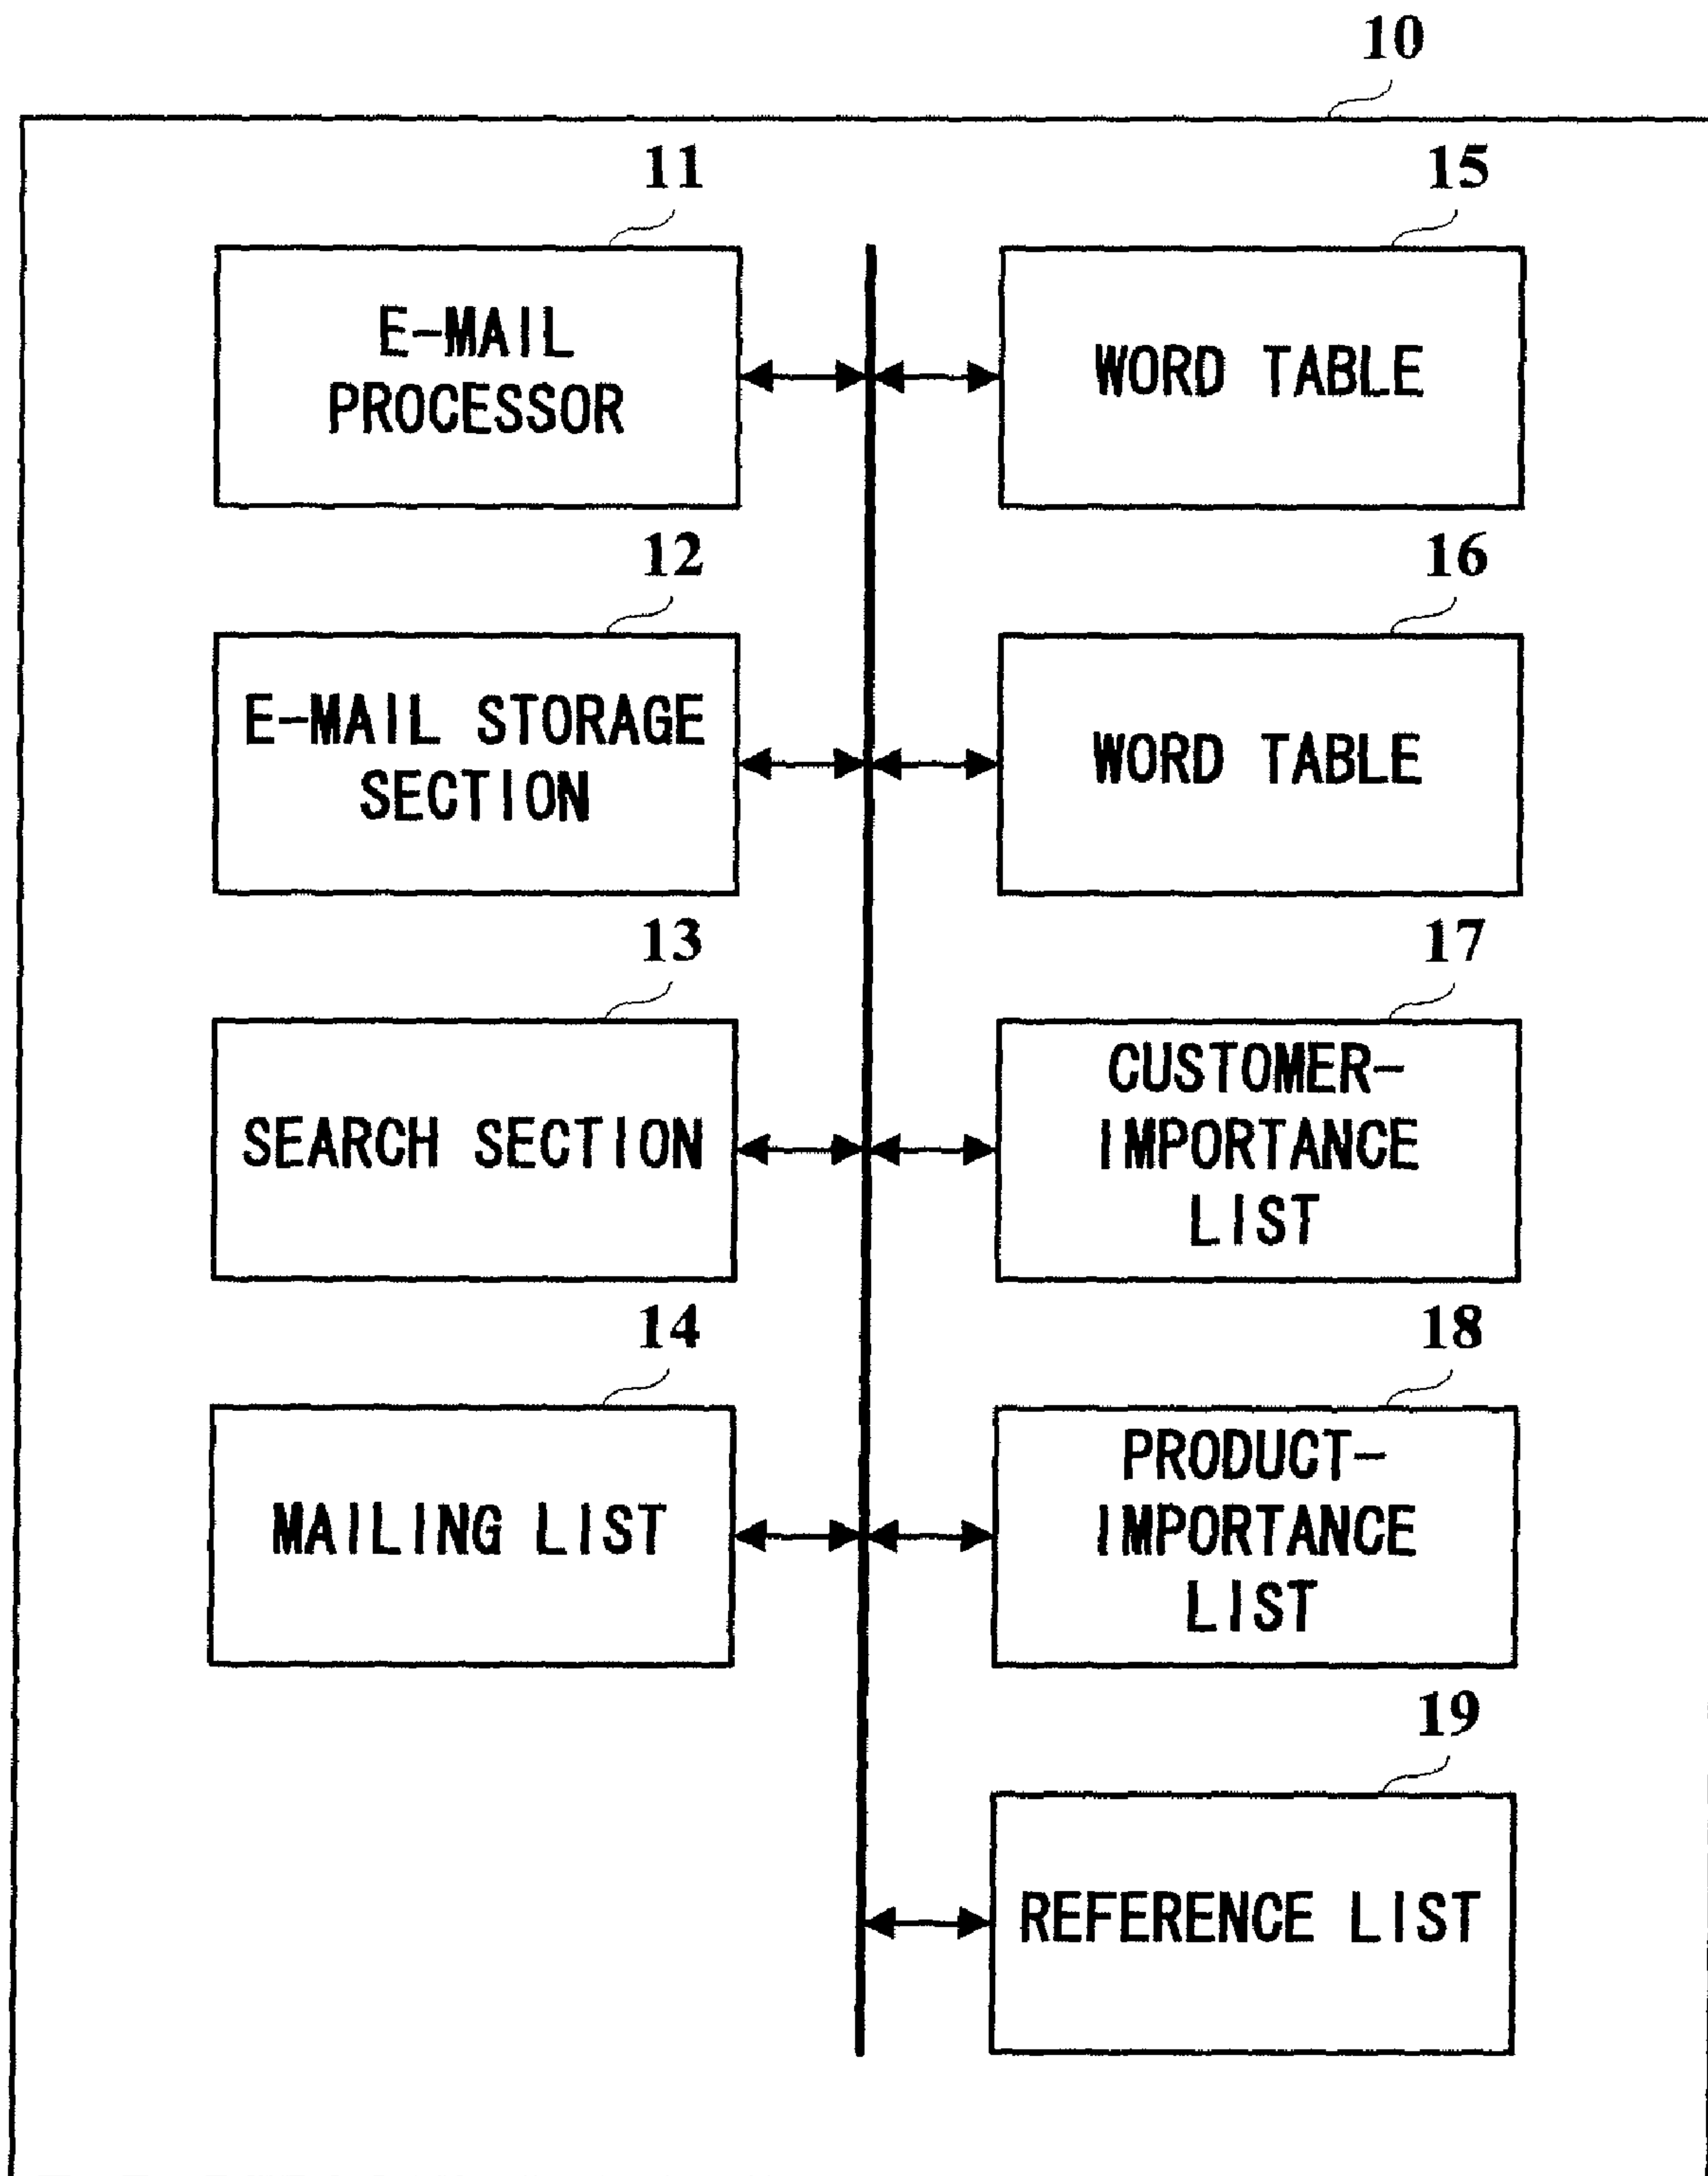 10
11
E-MAIL
PROCESSOR
15
WORD TABLE
12
E-MAIL STORAGE
SECTION
16
WORD TABLE
13
SEARCH SECTION
17
CUSTOMER-
IMPORTANCE
LIST
14
MAILING LIST
18
PRODUCT-
IMPORTANCE
LIST
19
REFERENCE LIST